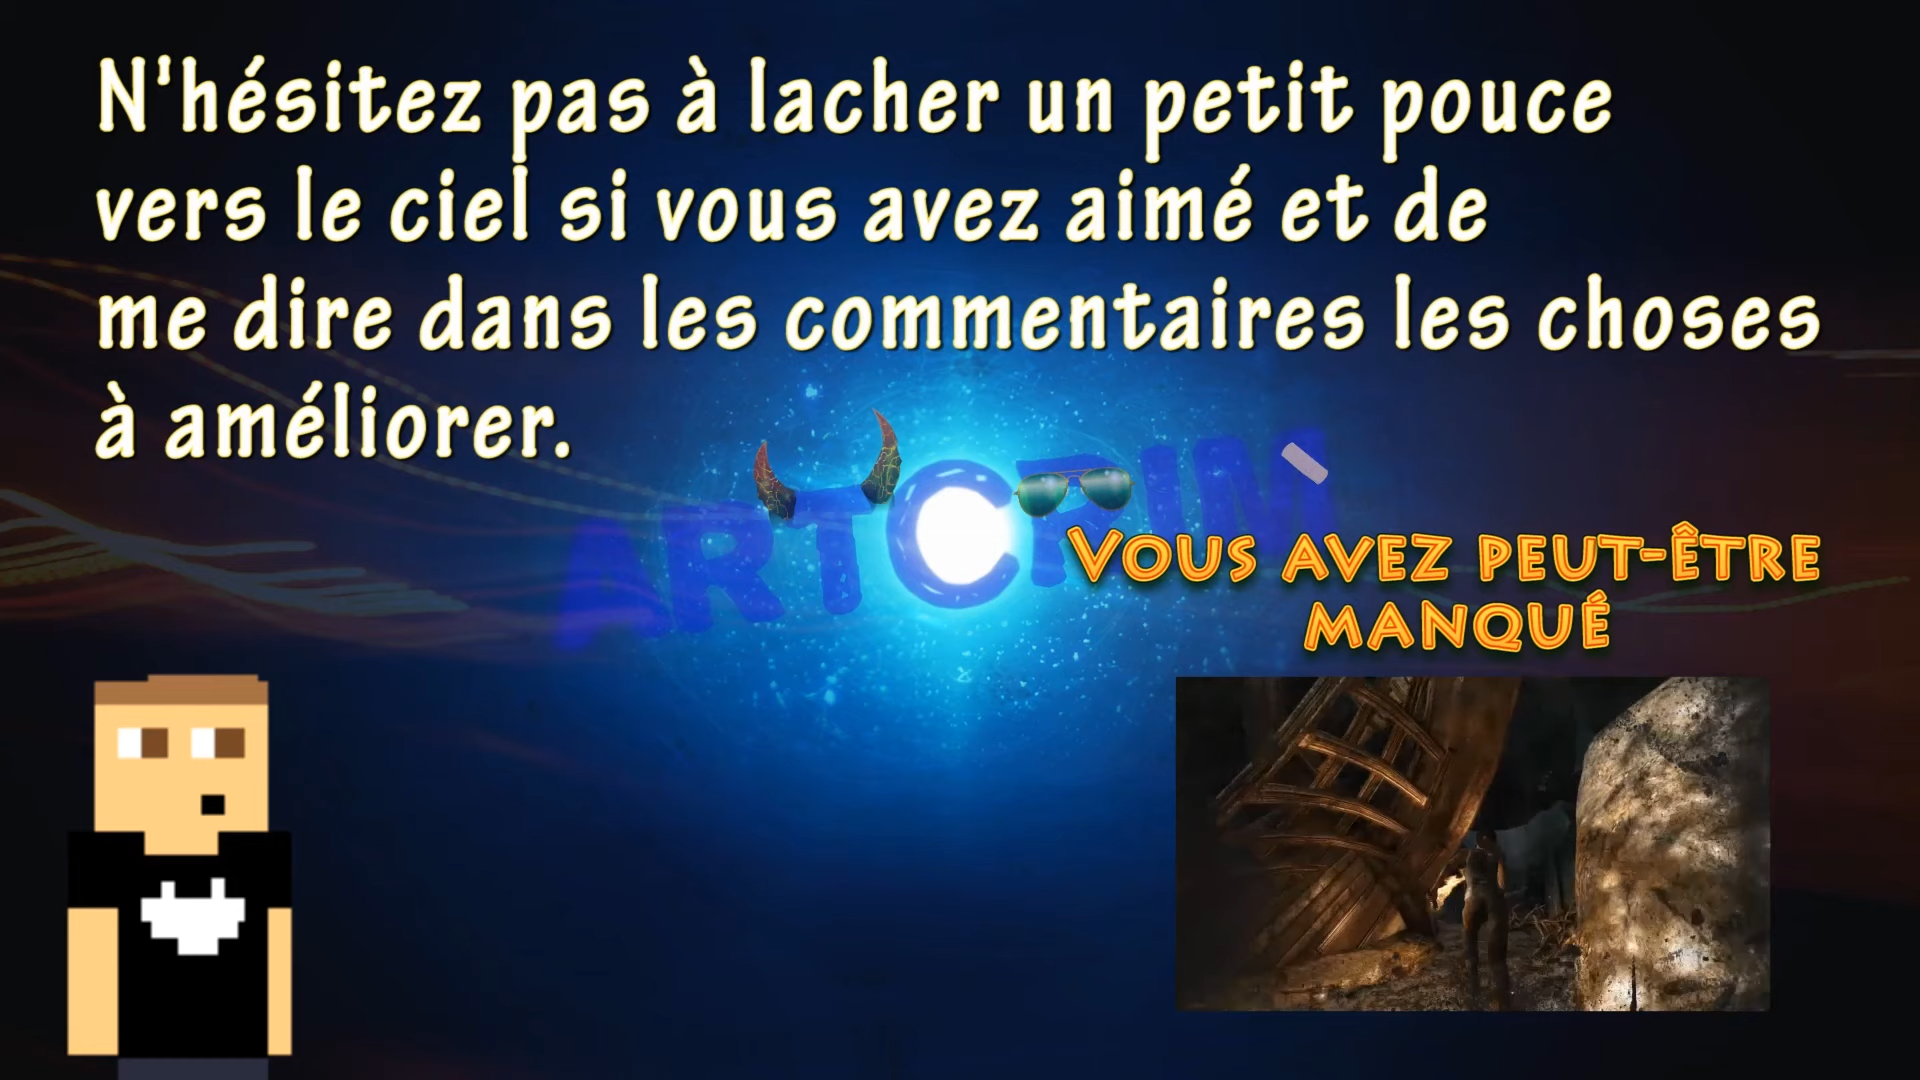 N'hésitez pas à lacher un petit pouce
vers le ciel si vous avez aimé et de
me dire dans les commentaires les choses
à améliorer.
ARTCRIM
Vous avez peut-être
manqué